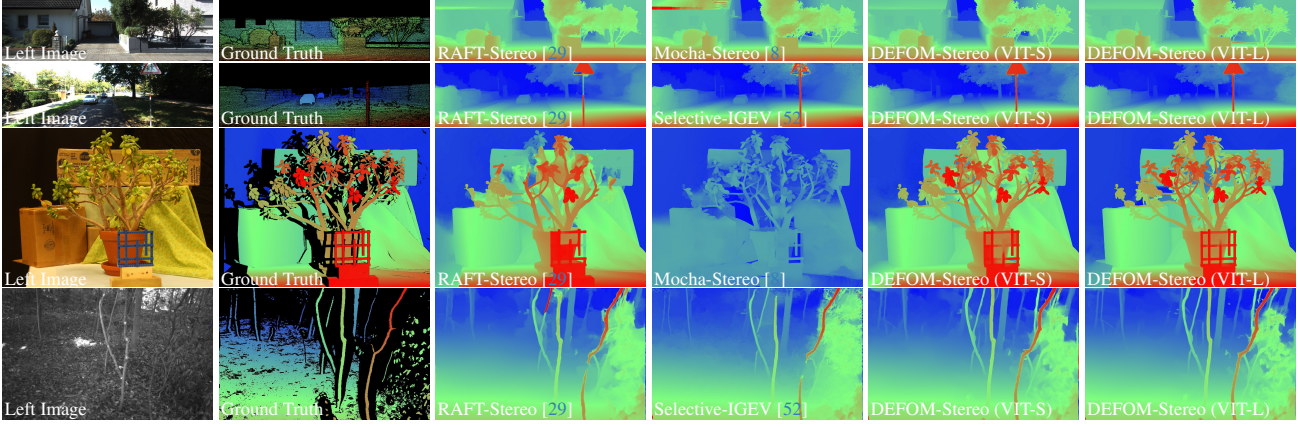 Left Image Ground Truth RAFT-Stereo [29] Mocha-Stereo [8] DEFOM-Stereo (VIT-S) DEFOM-Stereo (VIT-L)
Left Image Ground Truth RAFT-Stereo [29] Selective-IGEV [52] DEFOM-Stereo (VIT-S) DEFOM-Stereo (VIT-L)
Left Image Ground Truth RAFT-Stereo [29] Mocha-Stereo [ ] DEFOM-Stereo (VIT-S) DEFOM-Stereo (VIT-L)
Left Image Ground Truth RAFT-Stereo [29] Selective-IGEV [52] DEFOM-Stereo (VIT-S) DEFOM-Stereo (VIT-L)